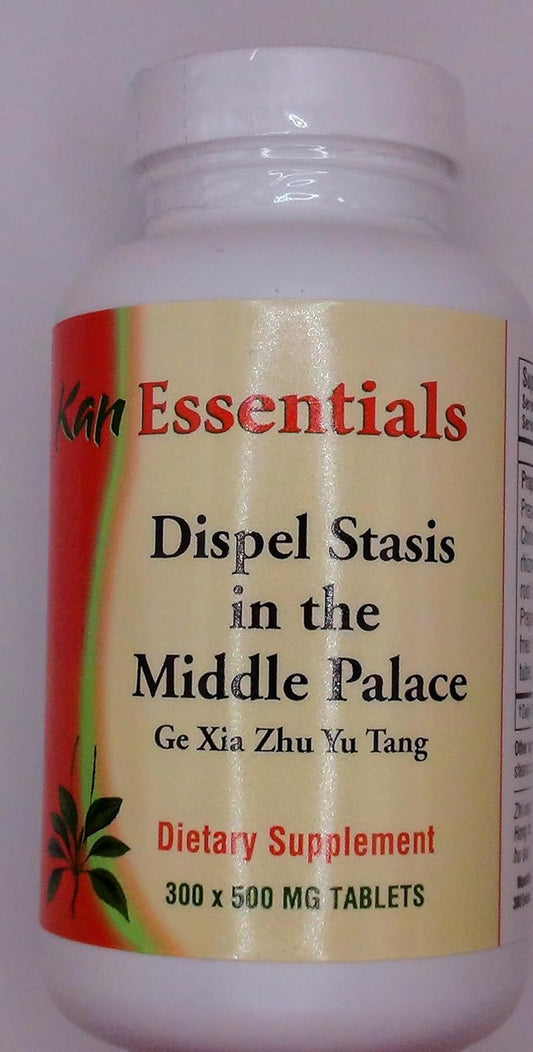 Kan Essentials
Dispel Stasis
in the
Middle Palace
Ge Xia Zhu Yu Tang
Dietary Supplement
300 x 500 MG TABLETS